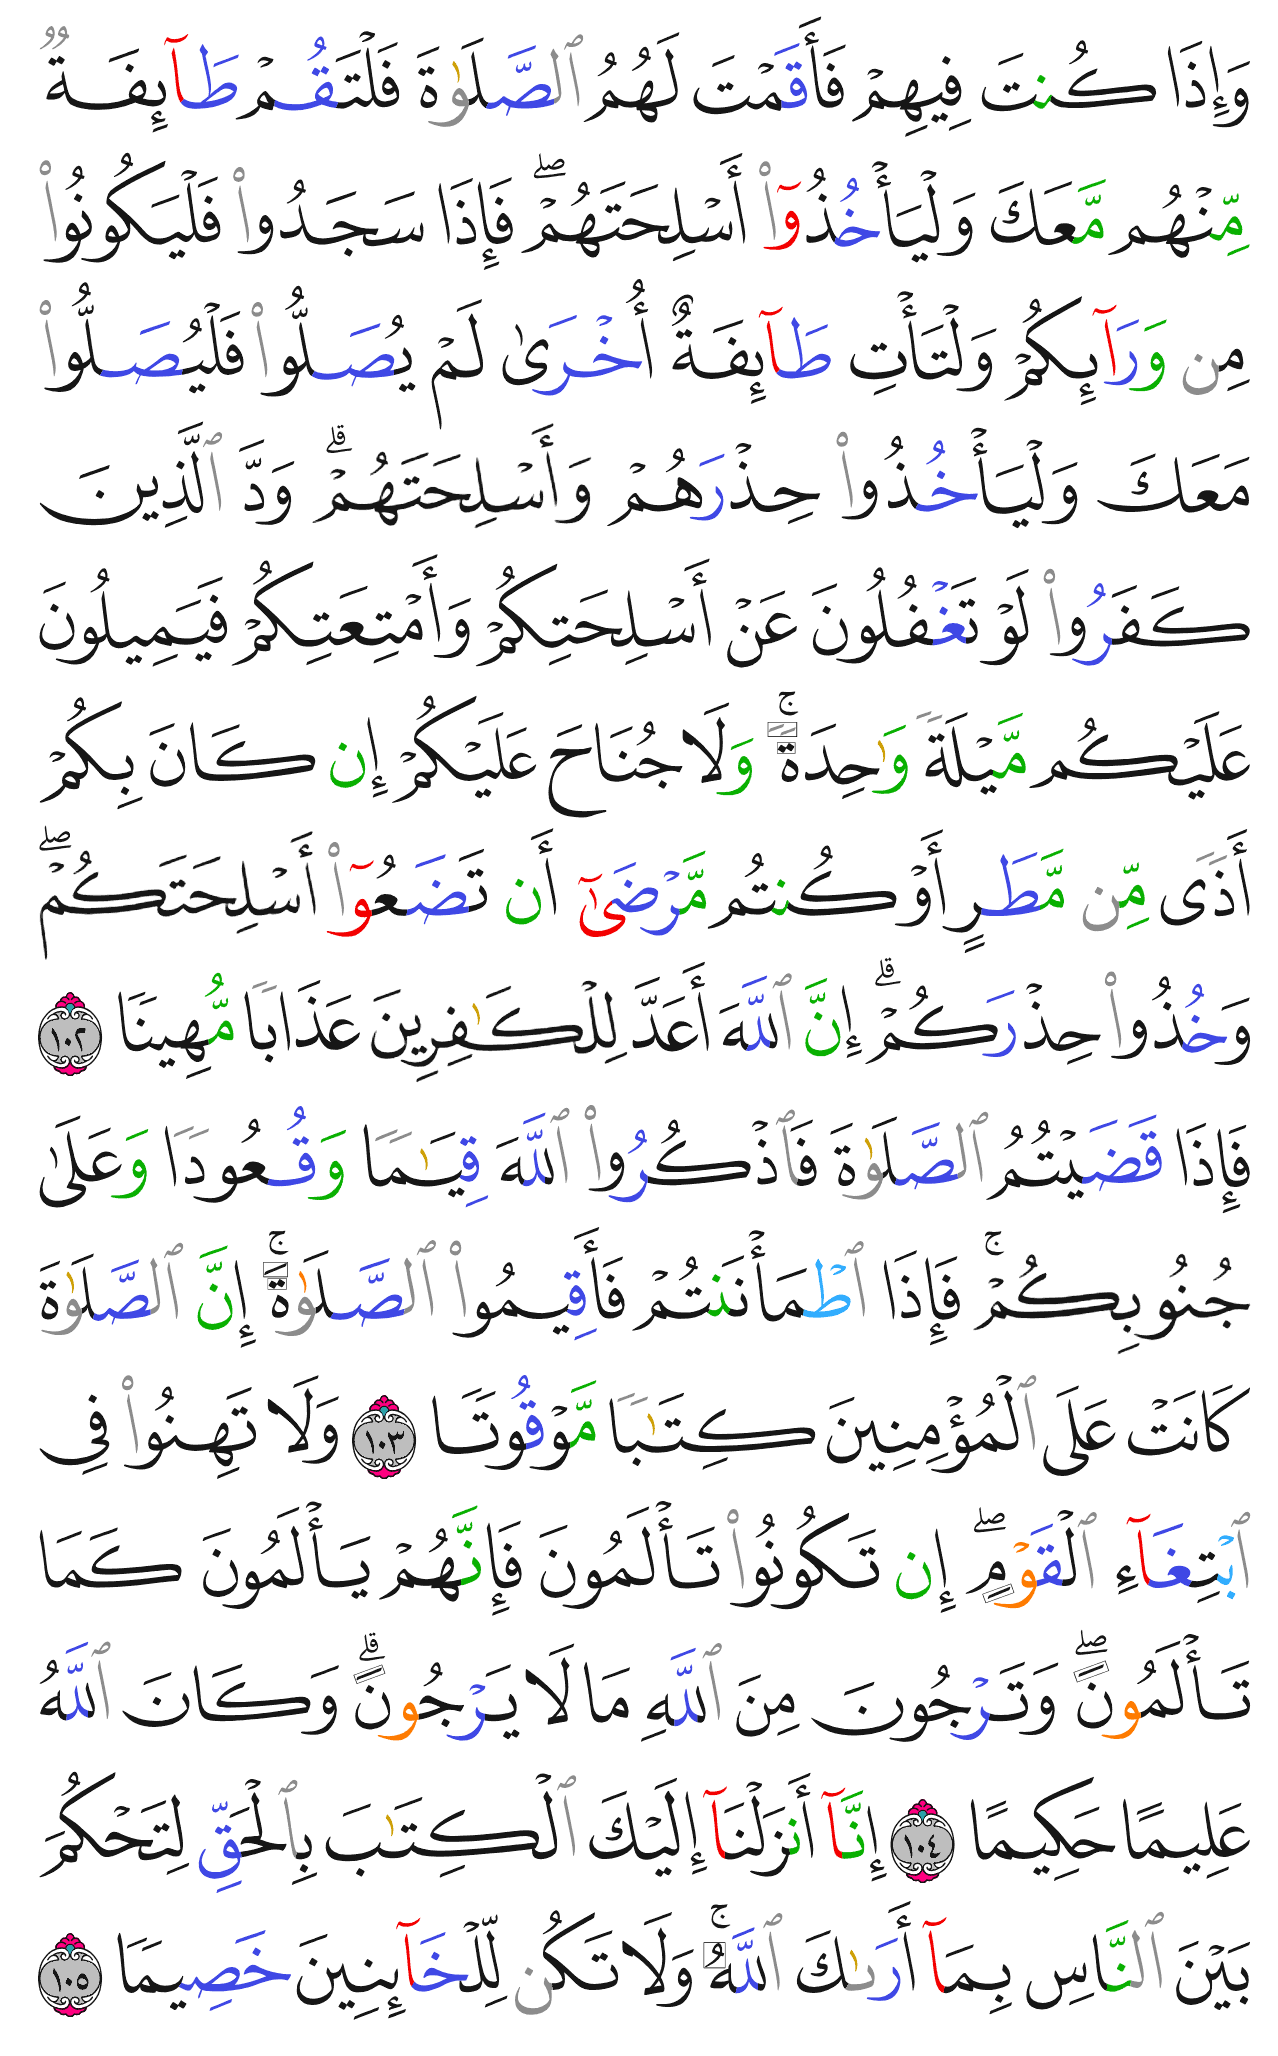 وَإِذَا كُنتَ فِيهِمْ فَأَقَمْتَ لَهُمُ ٱلصَّلَوٰةَ فَلْتَقُمْ طَآئِفَةٌ
مِّنْهُم مَّعَكَ وَلْيَأْخُذُوٓا۟ أَسْلِحَتَهُمْ ۖ فَإِذَا سَجَدُوا۟ فَلْيَكُونُوا۟
مِن وَرَآئِكُمْ وَلْتَأْتِ طَآئِفَةٌ أُخْرَىٰ لَمْ يُصَلُّوا۟ فَلْيُصَلُّوا۟
مَعَكَ وَلْيَأْخُذُوا۟ حِذْرَهُمْ وَأَسْلِحَتَهُمْ ۗ وَدَّ ٱلَّذِينَ
كَفَرُوا۟ لَوْ تَغْفُلُونَ عَنْ أَسْلِحَتِكُمْ وَأَمْتِعَتِكُمْ فَيَمِيلُونَ
عَلَيْكُم مَّيْلَةً وَٰحِدَةً ۚ وَلَا جُنَاحَ عَلَيْكُمْ إِن كَانَ بِكُمْ
أَذًى مِّن مَّطَرٍ أَوْ كُنتُم مَّرْضَىٰٓ أَن تَضَعُوٓا۟ أَسْلِحَتَكُمْ ۖ
وَخُذُوا۟ حِذْرَكُمْ ۗ إِنَّ ٱللَّهَ أَعَدَّ لِلْكَٰفِرِينَ عَذَابًا مُّهِينًا ١٠٢
فَإِذَا قَضَيْتُمُ ٱلصَّلَوٰةَ فَٱذْكُرُوا۟ ٱللَّهَ قِيَٰمًا وَقُعُودًا وَعَلَىٰ
جُنُوبِكُمْ ۚ فَإِذَا ٱطْمَأْنَنتُمْ فَأَقِيمُوا۟ ٱلصَّلَوٰةَ ۚ إِنَّ ٱلصَّلَوٰةَ
كَانَتْ عَلَى ٱلْمُؤْمِنِينَ كِتَٰبًا مَّوْقُوتًا ١٠٣ وَلَا تَهِنُوا۟ فِى
ٱبْتِغَآءِ ٱلْقَوْمِ ۖ إِن تَكُونُوا۟ تَأْلَمُونَ فَإِنَّهُمْ يَأْلَمُونَ كَمَا
تَأْلَمُونَ ۖ وَتَرْجُونَ مِنَ ٱللَّهِ مَا لَا يَرْجُونَ ۗ وَكَانَ ٱللَّهُ
عَلِيمًا حَكِيمًا ١٠٤ إِنَّآ أَنزَلْنَآ إِلَيْكَ ٱلْكِتَٰبَ بِٱلْحَقِّ لِتَحْكُمَ
بَيْنَ ٱلنَّاسِ بِمَآ أَرَىٰكَ ٱللَّهُ ۚ وَلَا تَكُن لِّلْخَآئِنِينَ خَصِيمًا ١٠٥